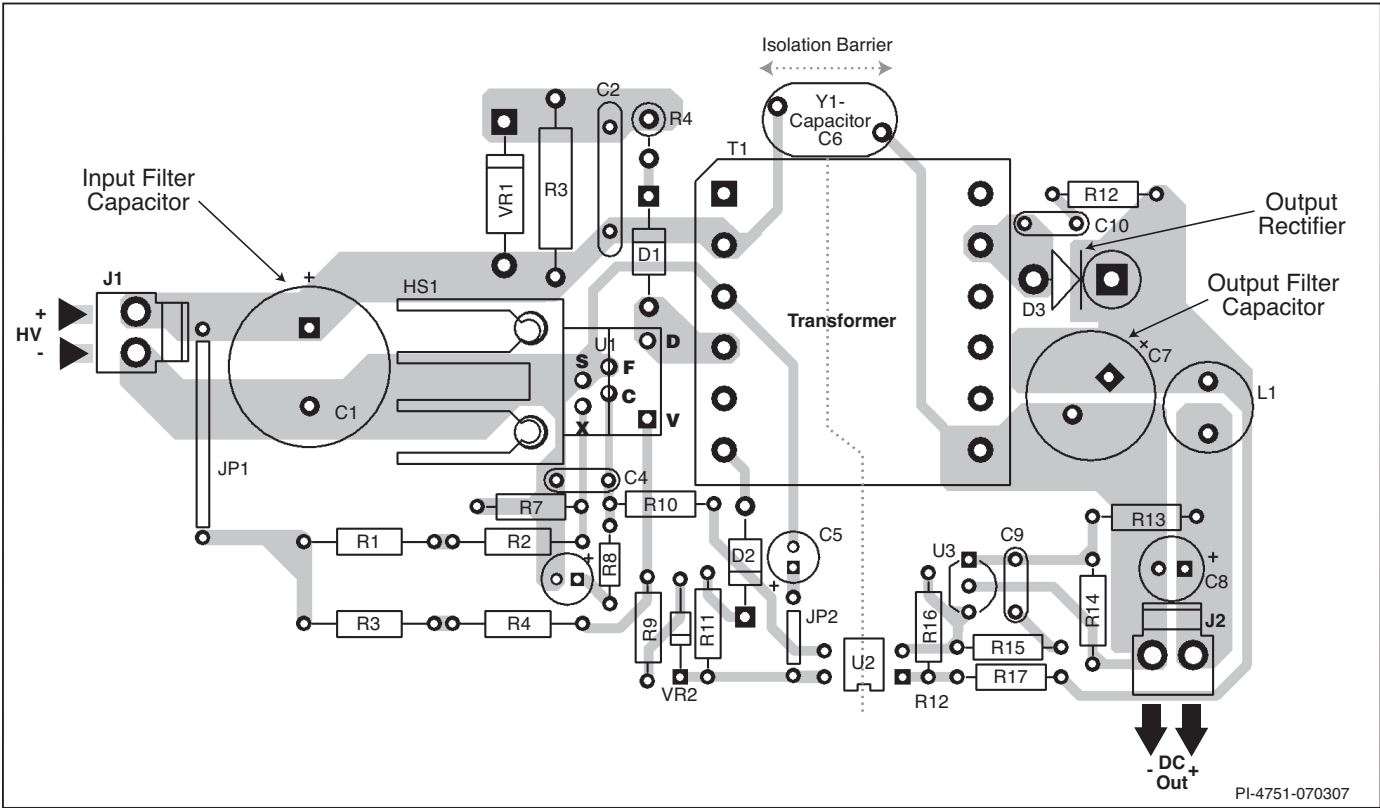 Isolation Barrier
Y1-
Capacitor
C6
C2
R4
T1
Input Filter
Capacitor
VR1
R3
R12
C10
Output
Rectifier
D1
J1
+
HS1
D3
Output Filter
Capacitor
+
HV
-
Transformer
U1
D
S
F
C
X
V
+
C7
C1
L1
JP1
C4
R7
R10
R13
R1
R2
+
R8
D2
C5
+
U3
C9
+
C8
R3
R4
R9
R11
JP2
R16
R14
J2
R15
U2
R17
VR2
R12
- DC +
Out
PI-4751-070307